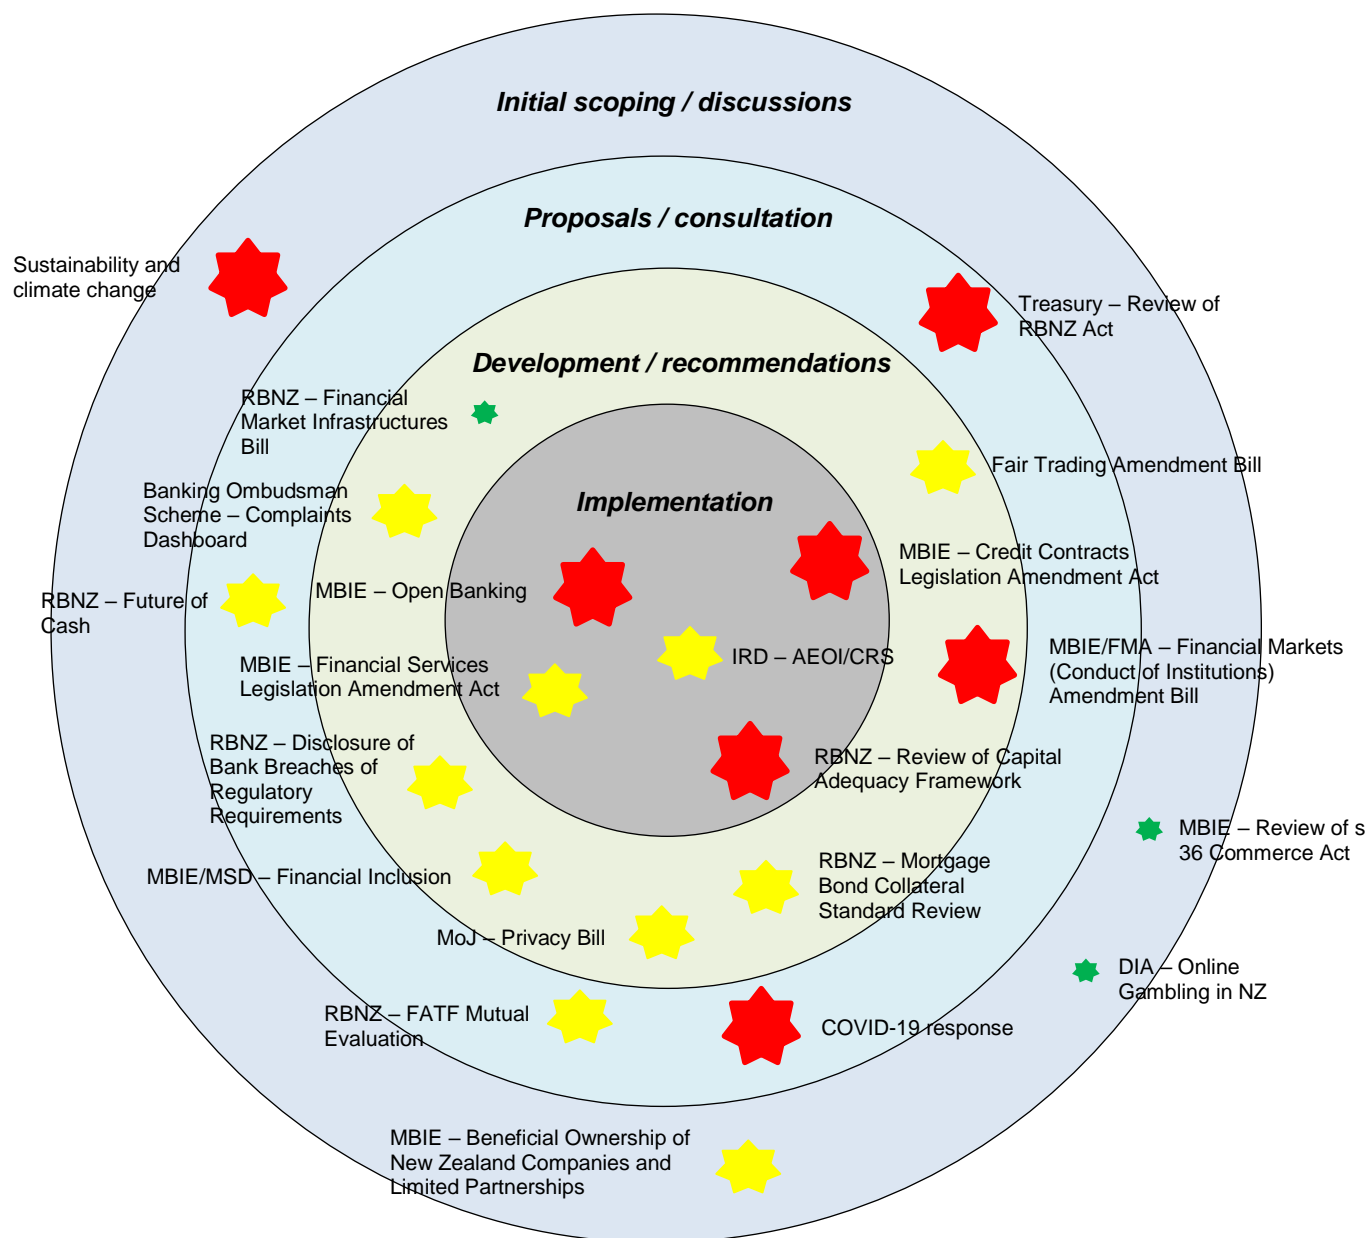 Initial scoping / discussions
Proposals / consultation
Sustainability and
climate change
Treasury – Review of
RBNZ Act
Development / recommendations
RBNZ – Financial
Market Infrastructures
Bill
Fair Trading Amendment Bill
Banking Ombudsman
Scheme – Complaints
Dashboard
Implementation
MBIE – Credit Contracts
Legislation Amendment Act
MBIE – Open Banking
RBNZ – Future of
Cash
MBIE/FMA – Financial Markets
(Conduct of Institutions)
Amendment Bill
IRD – AEOI/CRS
MBIE – Financial Services
Legislation Amendment Act
RBNZ – Disclosure of
Bank Breaches of
Regulatory
Requirements
RBNZ – Review of Capital
Adequacy Framework
MBIE – Review of s
36 Commerce Act
MBIE/MSD – Financial Inclusion
RBNZ – Mortgage
Bond Collateral
Standard Review
MoJ – Privacy Bill
DIA – Online
Gambling in NZ
RBNZ – FATF Mutual
Evaluation
COVID-19 response
MBIE – Beneficial Ownership of
New Zealand Companies and
Limited Partnerships